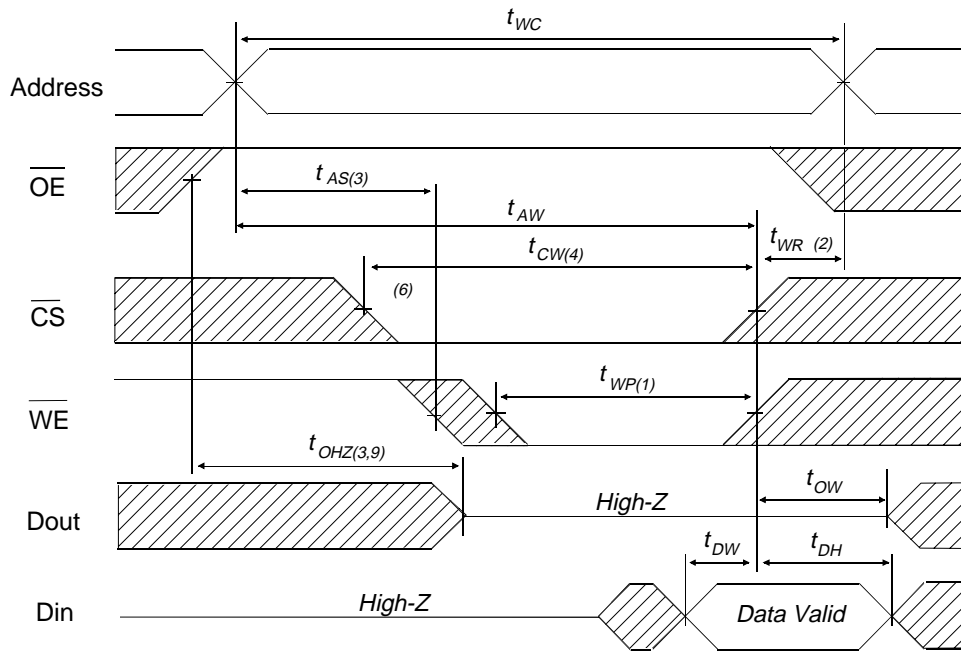 tWC
Address
OE
tAS(3)
tAW
tWR (2)
tCW(4)
(6)
CS
tWP(1)
WE
tOHZ(3,9)
tOW
High-Z
Dout
tDW
tDH
High-Z
Data Valid
Din